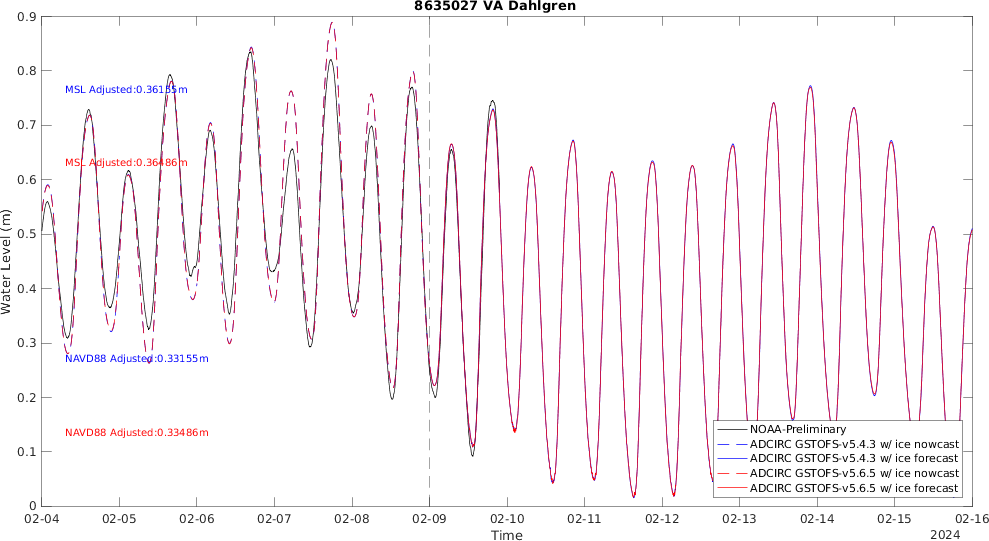 8635027 VA Dahlgren
Water Level (m)
0.9
0.8
0.7
0.6
0.5
0.4
0.3
0.2
0.1
0
MSL Adjusted:0.36155m
MSL Adjusted:0.36486m
NAVD88 Adjusted:0.33155m
NAVD88 Adjusted:0.33486m
NOAA-Preliminary
ADCIRC GSTOFS-v5.4.3 w/ ice nowcast
ADCIRC GSTOFS-v5.4.3 w/ ice forecast
ADCIRC GSTOFS-v5.6.5 w/ ice nowcast
ADCIRC GSTOFS-v5.6.5 w/ ice forecast
02-04 02-05 02-06 02-07 02-08 02-09 02-10 02-11 02-12 02-13 02-14 02-15 02-16
Time
2024